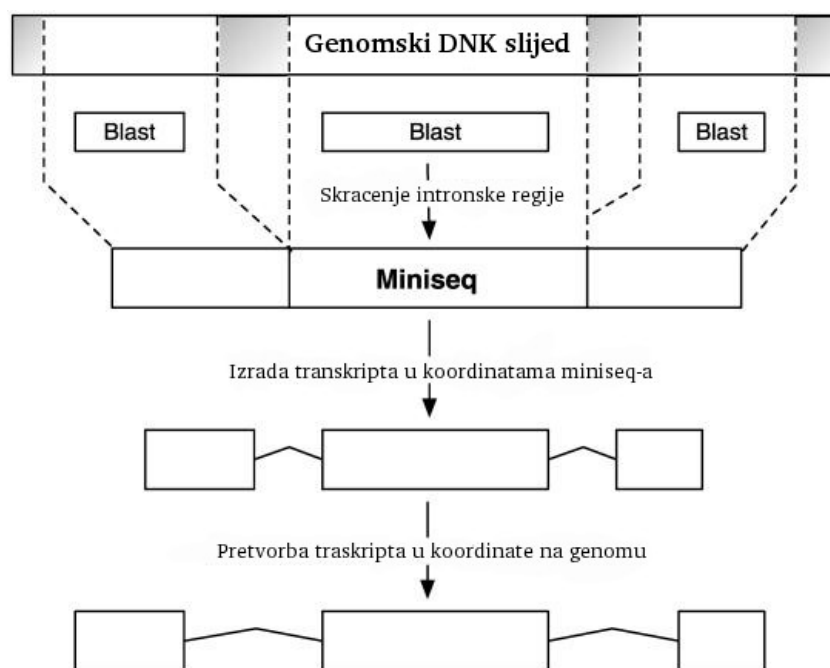 Genomski DNK slijed
Blast Blast Blast
Skracenje intronske regije
Miniseq
Izrada transkripta u koordinatama miniseq-a
Pretvorba traskripta u koordinate na genomu